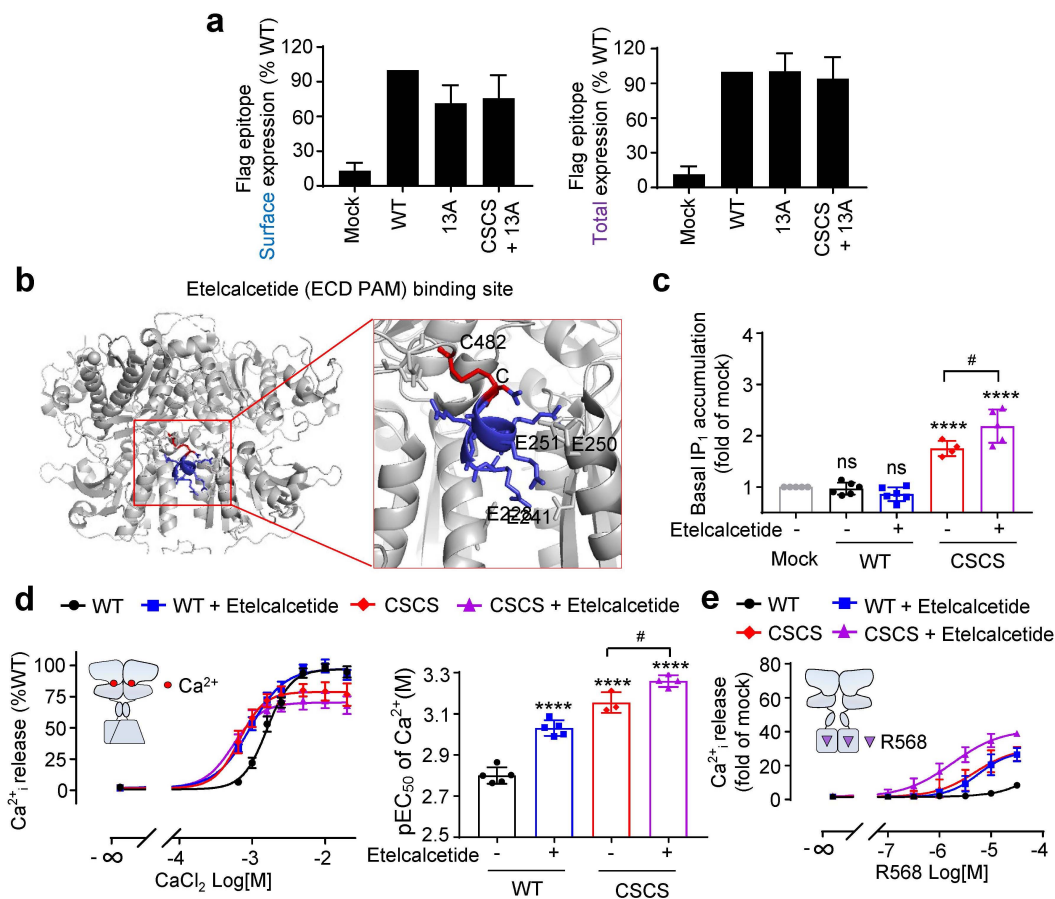 a
Flag epitope
Surface expression (% WT)
120
90
60
30
0
Mock
WT
13A
CSCS
+ 13A
Flag epitope
Total expression (% WT)
120
90
60
30
0
Mock
WT
13A
CSCS
+ 13A
b
Etelcalcetide (ECD PAM) binding site
C482
C
E251
E250
E228
E241
c
Basal IP1 accumulation
(fold of mock)
4
3
2
1
ns
ns
****
****
#
Etelcalcetide
- - + - +
Mock
WT
CSCS
d
WT
WT + Etelcalcetide
CSCS
CSCS + Etelcalcetide
Ca2+i release (%WT)
100
75
50
25
0
Ca2+
- ∞
-4
-3
-2
CaCl2 Log[M]
pEC50 of Ca2+(M)
3.4
3.1
2.8
2.5
****
****
****
#
Etelcalcetide
- + - +
WT
CSCS
e
WT
WT + Etelcalcetide
CSCS
CSCS + Etelcalcetide
Ca2+i release
(fold of mock)
80
60
40
20
0
R568
- ∞
-7
-6
-5
-4
R568 Log[M]